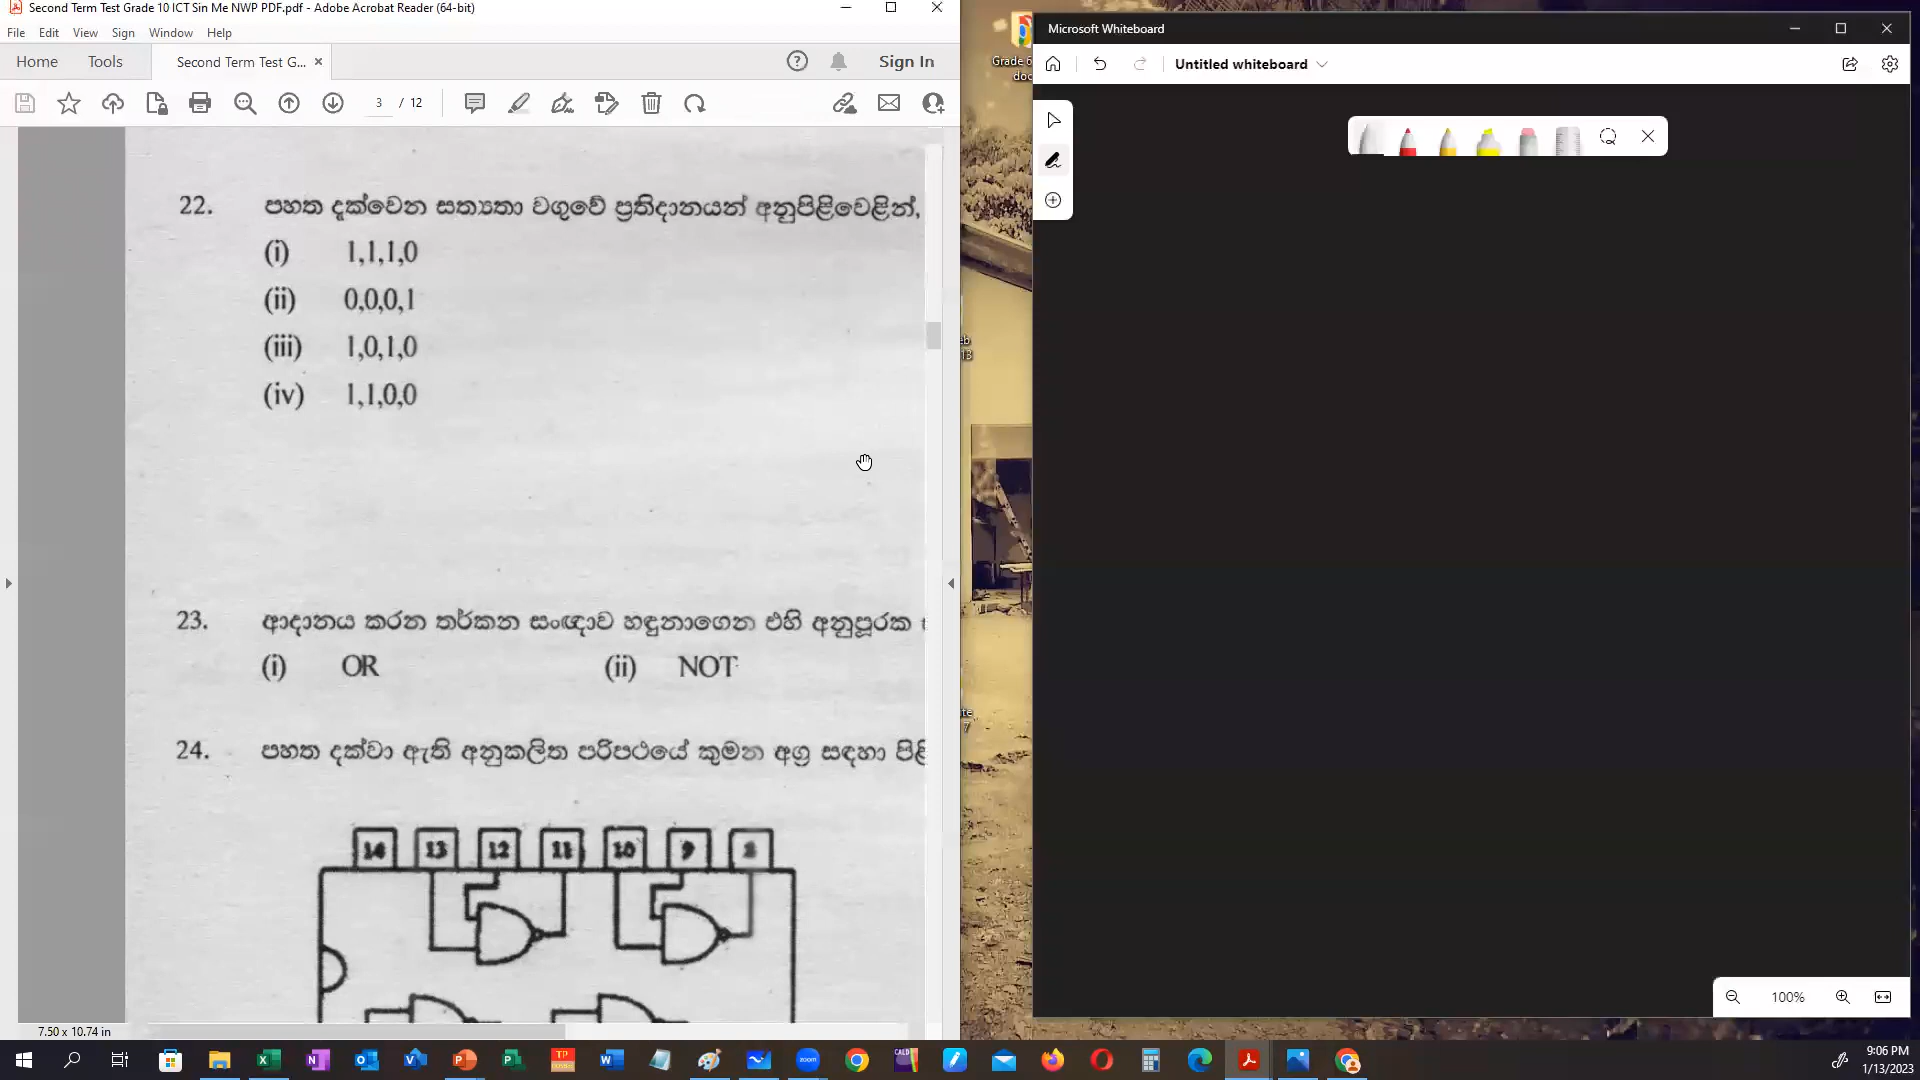 Second Term Test Grade 10 ICT Sin Me NWP PDF.pdf - Adobe Acrobat Reader (64-bit)
File Edit View Sign Window Help
Home Tools Second Term Test G... Sign In
3 / 12
22. පහත දැක්වෙන සත්‍යතා වගුවේ ප්‍රතිදානයන් අනුපිළිවෙළින්,
(i) 1,1,1,0
(ii) 0,0,0,1
(iii) 1,0,1,0
(iv) 1,1,0,0
23. ආදානය කරන තර්කන සංඥාව හඳුනාගෙන එහි අනුපූරක
(i) OR (ii) NOT
24. පහත දක්වා ඇති අනුකලිත පරිපථයේ කුමන අග්‍ර සඳහා
14 13 12 11 10 9 8
7.50 x 10.74 in
Grade 6
doc
Microsoft Whiteboard
Untitled whiteboard
100%
zoom
CALD
9:06 PM
1/13/2023